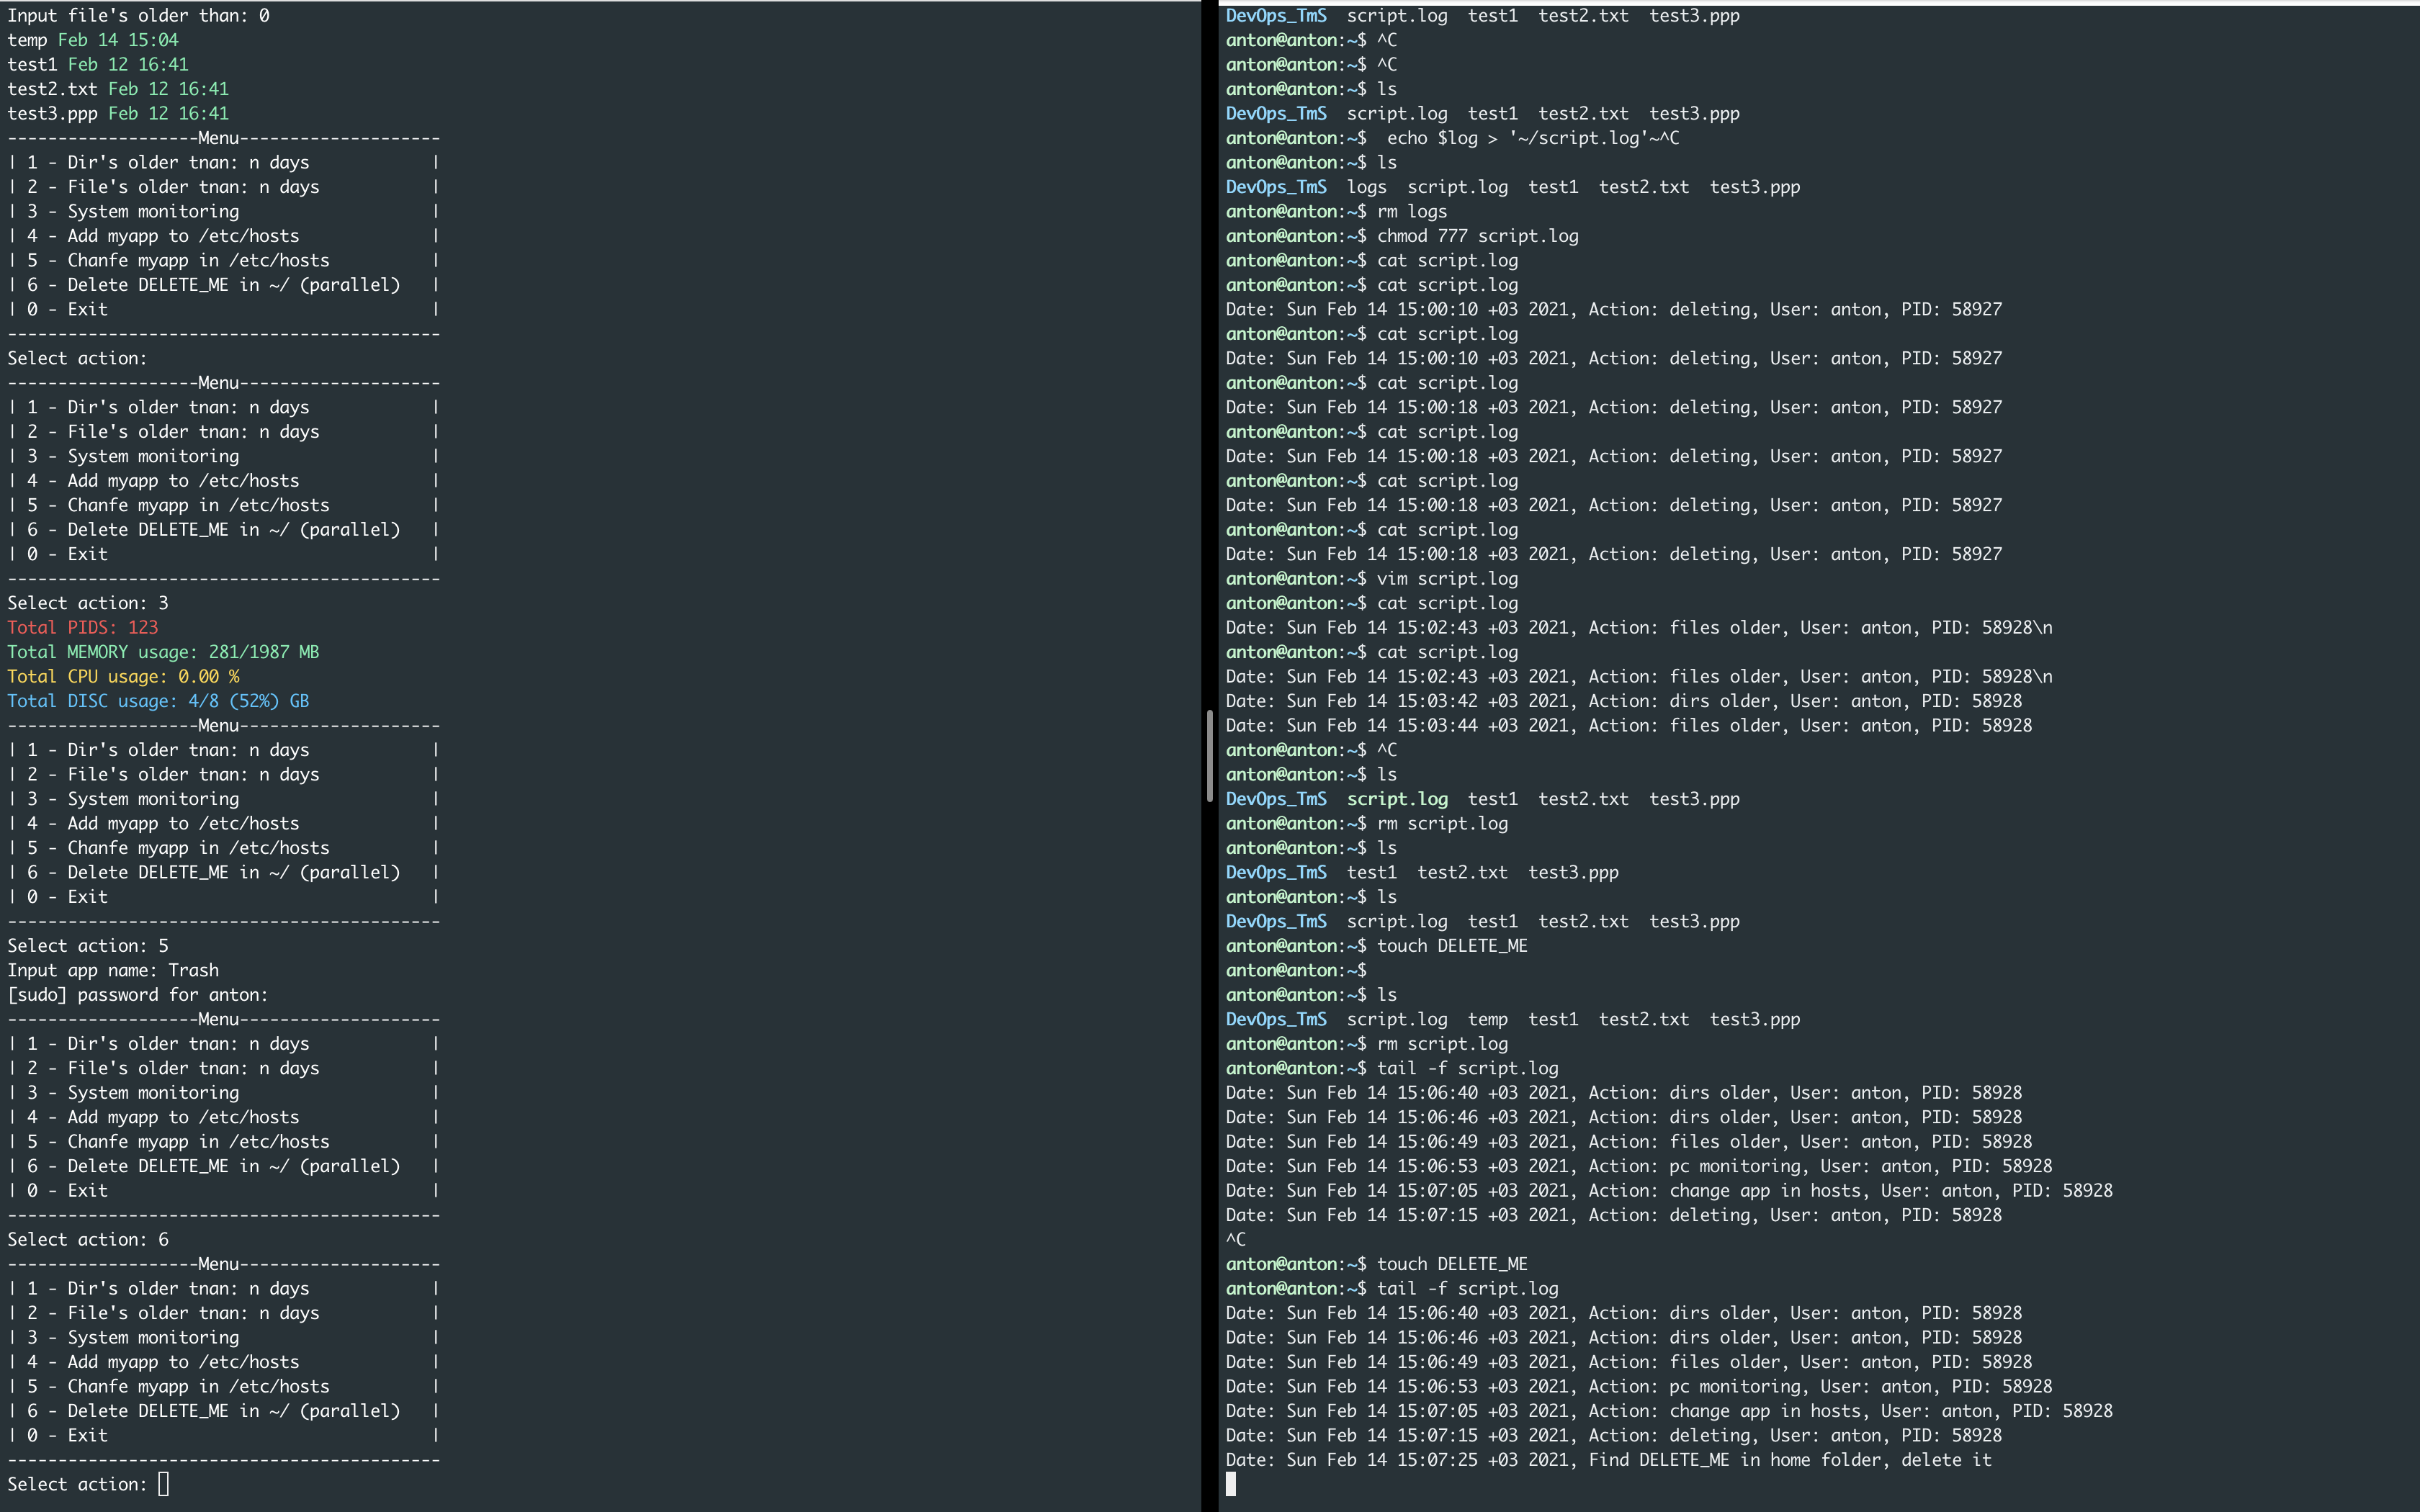 Input file's older than: 0
temp Feb 14 15:04
test1 Feb 12 16:41
test2.txt Feb 12 16:41
test3.ppp Feb 12 16:41
-------------------Menu--------------------
| 1 - Dir's older tnan: n days            |
| 2 - File's older tnan: n days           |
| 3 - System monitoring                   |
| 4 - Add myapp to /etc/hosts             |
| 5 - Chanfe myapp in /etc/hosts          |
| 6 - Delete DELETE_ME in ~/ (parallel)   |
| 0 - Exit                                |
-------------------------------------------
Select action:
-------------------Menu--------------------
| 1 - Dir's older tnan: n days            |
| 2 - File's older tnan: n days           |
| 3 - System monitoring                   |
| 4 - Add myapp to /etc/hosts             |
| 5 - Chanfe myapp in /etc/hosts          |
| 6 - Delete DELETE_ME in ~/ (parallel)   |
| 0 - Exit                                |
-------------------------------------------
Select action: 3
Total PIDS: 123
Total MEMORY usage: 281/1987 MB
Total CPU usage: 0.00 %
Total DISC usage: 4/8 (52%) GB
-------------------Menu--------------------
| 1 - Dir's older tnan: n days            |
| 2 - File's older tnan: n days           |
| 3 - System monitoring                   |
| 4 - Add myapp to /etc/hosts             |
| 5 - Chanfe myapp in /etc/hosts          |
| 6 - Delete DELETE_ME in ~/ (parallel)   |
| 0 - Exit                                |
-------------------------------------------
Select action: 5
Input app name: Trash
[sudo] password for anton:
-------------------Menu--------------------
| 1 - Dir's older tnan: n days            |
| 2 - File's older tnan: n days           |
| 3 - System monitoring                   |
| 4 - Add myapp to /etc/hosts             |
| 5 - Chanfe myapp in /etc/hosts          |
| 6 - Delete DELETE_ME in ~/ (parallel)   |
| 0 - Exit                                |
-------------------------------------------
Select action: 6
-------------------Menu--------------------
| 1 - Dir's older tnan: n days            |
| 2 - File's older tnan: n days           |
| 3 - System monitoring                   |
| 4 - Add myapp to /etc/hosts             |
| 5 - Chanfe myapp in /etc/hosts          |
| 6 - Delete DELETE_ME in ~/ (parallel)   |
| 0 - Exit                                |
-------------------------------------------
Select action:
DevOps_TmS  script.log  test1  test2.txt  test3.ppp
anton@anton:~$ ^C
anton@anton:~$ ^C
anton@anton:~$ ls
DevOps_TmS  script.log  test1  test2.txt  test3.ppp
anton@anton:~$  echo $log > '~/script.log'~^C
anton@anton:~$ ls
DevOps_TmS  logs  script.log  test1  test2.txt  test3.ppp
anton@anton:~$ rm logs
anton@anton:~$ chmod 777 script.log
anton@anton:~$ cat script.log
anton@anton:~$ cat script.log
Date: Sun Feb 14 15:00:10 +03 2021, Action: deleting, User: anton, PID: 58927
anton@anton:~$ cat script.log
Date: Sun Feb 14 15:00:10 +03 2021, Action: deleting, User: anton, PID: 58927
anton@anton:~$ cat script.log
Date: Sun Feb 14 15:00:18 +03 2021, Action: deleting, User: anton, PID: 58927
anton@anton:~$ cat script.log
Date: Sun Feb 14 15:00:18 +03 2021, Action: deleting, User: anton, PID: 58927
anton@anton:~$ cat script.log
Date: Sun Feb 14 15:00:18 +03 2021, Action: deleting, User: anton, PID: 58927
anton@anton:~$ cat script.log
Date: Sun Feb 14 15:00:18 +03 2021, Action: deleting, User: anton, PID: 58927
anton@anton:~$ vim script.log
anton@anton:~$ cat script.log
Date: Sun Feb 14 15:02:43 +03 2021, Action: files older, User: anton, PID: 58928\n
anton@anton:~$ cat script.log
Date: Sun Feb 14 15:02:43 +03 2021, Action: files older, User: anton, PID: 58928\n
Date: Sun Feb 14 15:03:42 +03 2021, Action: dirs older, User: anton, PID: 58928
Date: Sun Feb 14 15:03:44 +03 2021, Action: files older, User: anton, PID: 58928
anton@anton:~$ ^C
anton@anton:~$ ls
DevOps_TmS  script.log  test1  test2.txt  test3.ppp
anton@anton:~$ rm script.log
anton@anton:~$ ls
DevOps_TmS  test1  test2.txt  test3.ppp
anton@anton:~$ ls
DevOps_TmS  script.log  test1  test2.txt  test3.ppp
anton@anton:~$ touch DELETE_ME
anton@anton:~$
anton@anton:~$ ls
DevOps_TmS  script.log  temp  test1  test2.txt  test3.ppp
anton@anton:~$ rm script.log
anton@anton:~$ tail -f script.log
Date: Sun Feb 14 15:06:40 +03 2021, Action: dirs older, User: anton, PID: 58928
Date: Sun Feb 14 15:06:46 +03 2021, Action: dirs older, User: anton, PID: 58928
Date: Sun Feb 14 15:06:49 +03 2021, Action: files older, User: anton, PID: 58928
Date: Sun Feb 14 15:06:53 +03 2021, Action: pc monitoring, User: anton, PID: 58928
Date: Sun Feb 14 15:07:05 +03 2021, Action: change app in hosts, User: anton, PID: 58928
Date: Sun Feb 14 15:07:15 +03 2021, Action: deleting, User: anton, PID: 58928
^C
anton@anton:~$ touch DELETE_ME
anton@anton:~$ tail -f script.log
Date: Sun Feb 14 15:06:40 +03 2021, Action: dirs older, User: anton, PID: 58928
Date: Sun Feb 14 15:06:46 +03 2021, Action: dirs older, User: anton, PID: 58928
Date: Sun Feb 14 15:06:49 +03 2021, Action: files older, User: anton, PID: 58928
Date: Sun Feb 14 15:06:53 +03 2021, Action: pc monitoring, User: anton, PID: 58928
Date: Sun Feb 14 15:07:05 +03 2021, Action: change app in hosts, User: anton, PID: 58928
Date: Sun Feb 14 15:07:15 +03 2021, Action: deleting, User: anton, PID: 58928
Date: Sun Feb 14 15:07:25 +03 2021, Find DELETE_ME in home folder, delete it